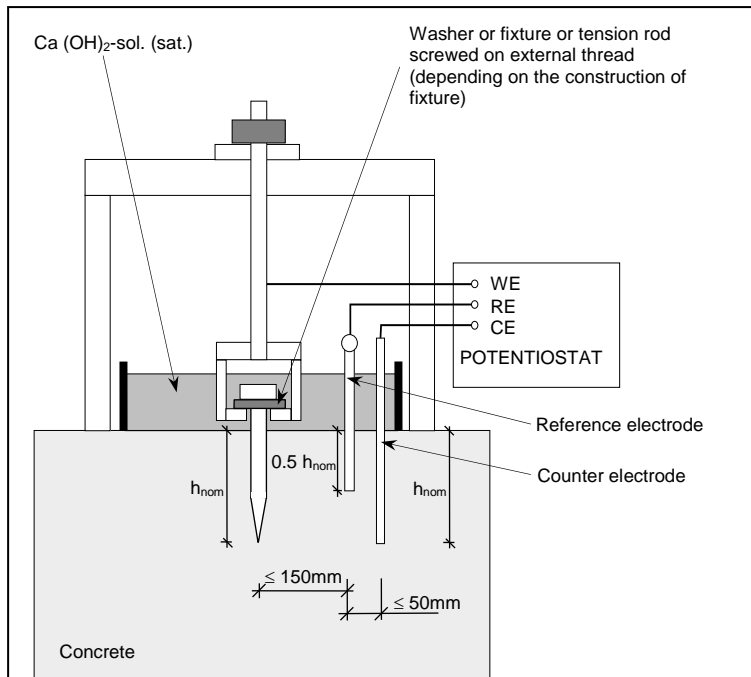 Ca (OH)₂-sol. (sat.)
Washer or fixture or tension rod
screwed on external thread
(depending on the construction of
fixture)
WE
RE
CE
POTENTIOSTAT
Reference electrode
0.5 hₙₒₘ
Counter electrode
hₙₒₘ
hₙₒₘ
≤ 150mm
≤ 50mm
Concrete